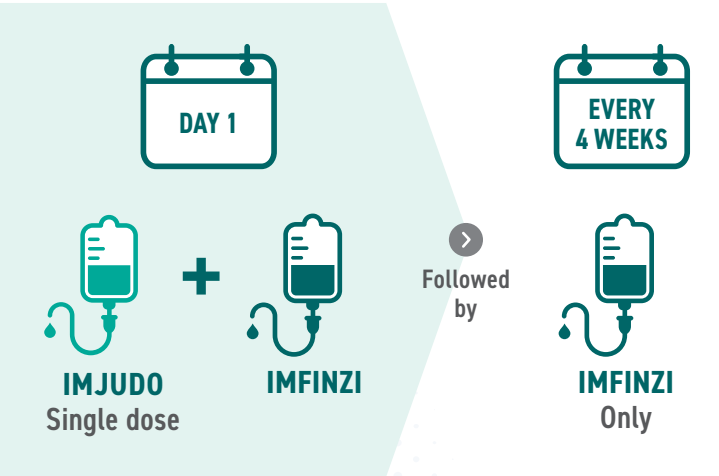 DAY 1
IMJUDO
Single dose
+
IMFINZI
Followed
by
EVERY
4 WEEKS
IMFINZI
Only